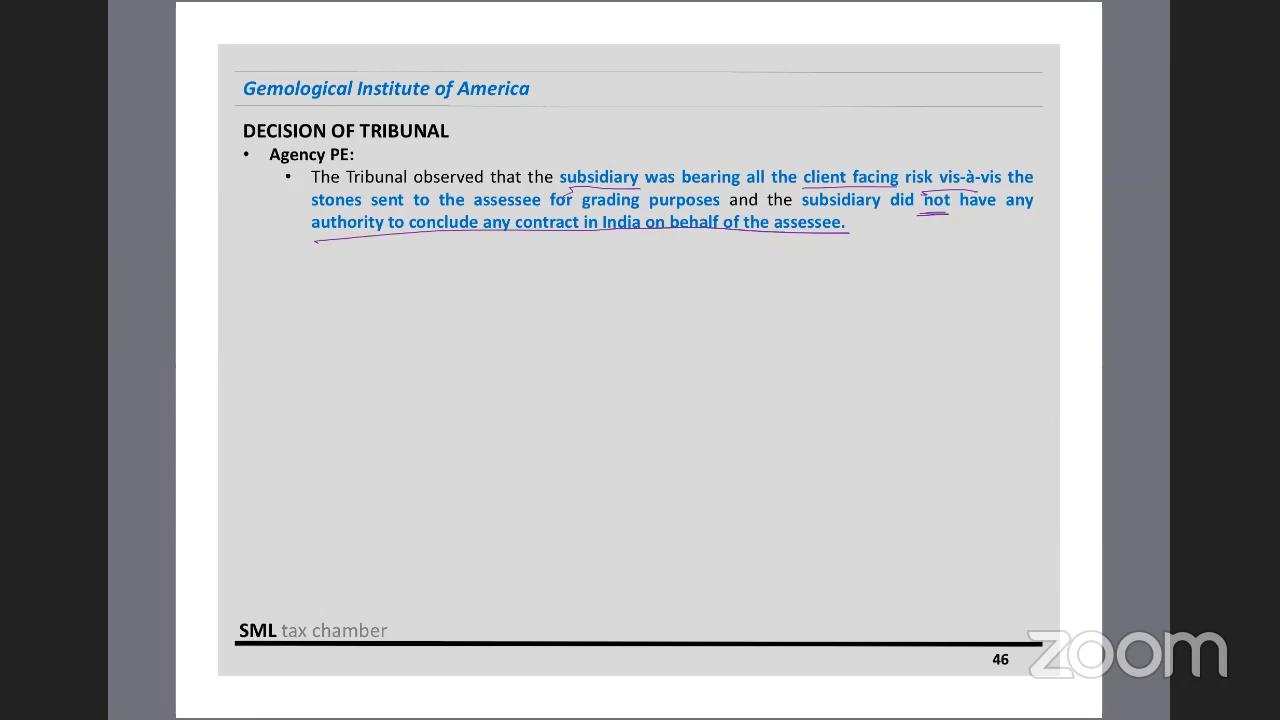 Gemological Institute of America
DECISION OF TRIBUNAL
• Agency PE:
• The Tribunal observed that the subsidiary was bearing all the client facing risk vis-à-vis the
stones sent to the assessee for grading purposes and the subsidiary did not have any
authority to conclude any contract in India on behalf of the assessee.
SML tax chamber
46
zoom